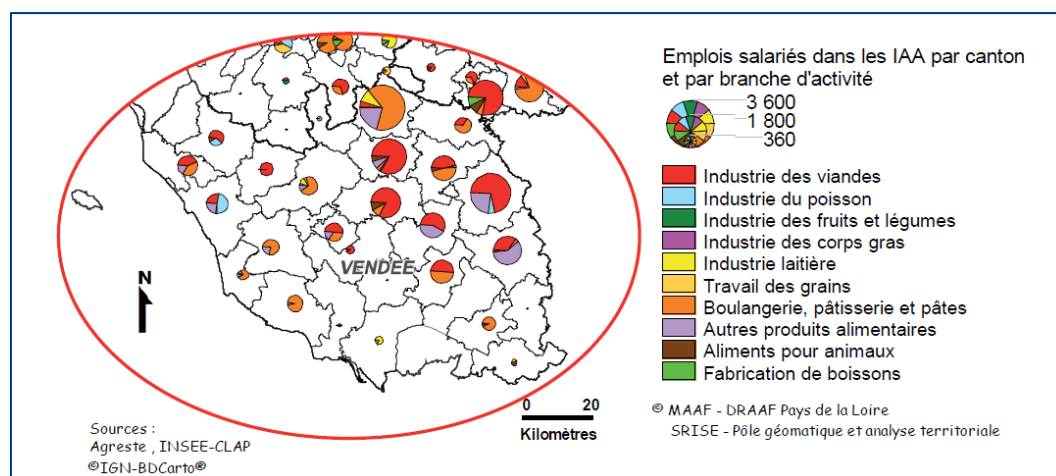 Emplois salariés dans les IAA par canton
et par branche d'activité
3 600
1 800
360
Industrie des viandes
Industrie du poisson
Industrie des fruits et légumes
Industrie des corps gras
Industrie laitière
Travail des grains
Boulangerie, pâtisserie et pâtes
Autres produits alimentaires
Aliments pour animaux
Fabrication de boissons
VENDEE
N
0 20
Kilomètres
Sources :
Agreste , INSEE-CLAP
©IGN-BDCarto®
© MAAF - DRAAF Pays de la Loire
SRISE - Pôle géomatique et analyse territoriale